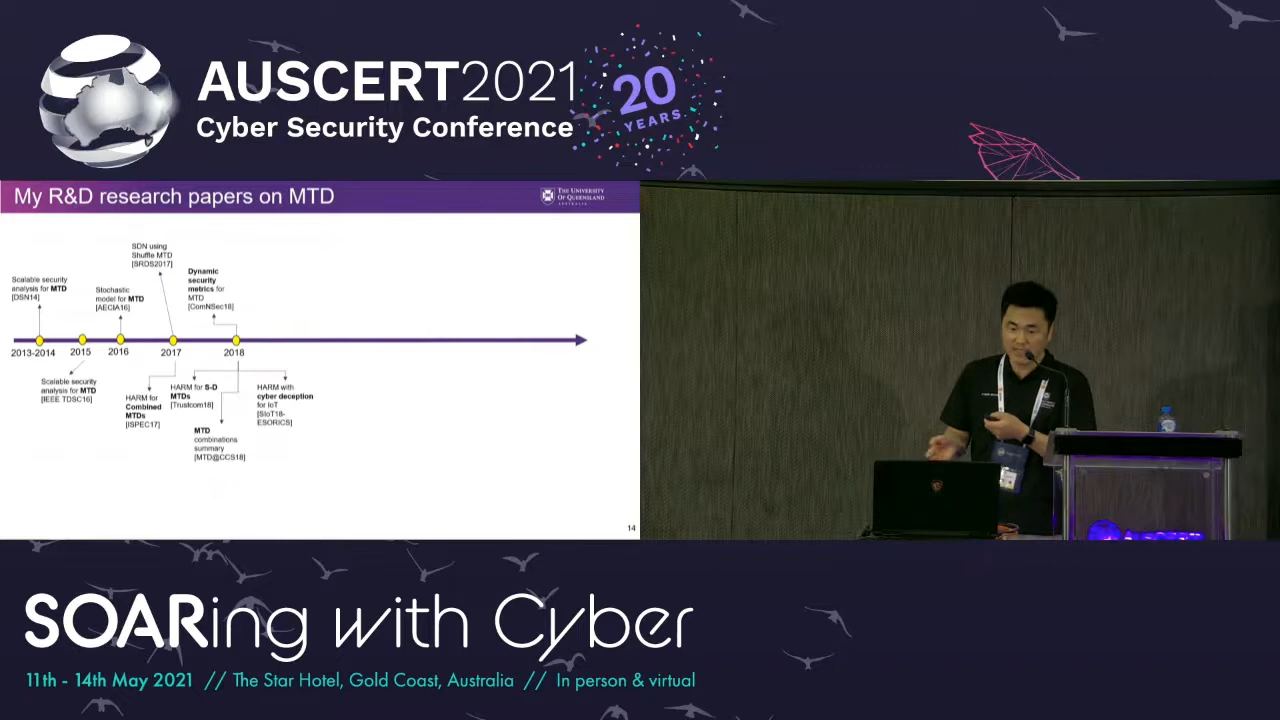 AUSCERT2021
Cyber Security Conference
20
YEARS
My R&D research papers on MTD
THE UNIVERSITY
OF QUEENSLAND
AUSTRALIA
SDN using
Shuffle MTD
[SRDS2017]
Scalable security
analysis for MTD
[DSN14]
Stochastic
model for MTD
[AECIA16]
Dynamic
security
metrics for
MTD
[ComNSec18]
2013-2014
2015
2016
2017
2018
Scalable security
analysis for MTD
[IEEE TDSC16]
HARM for
Combined
MTDs
[ISPEC17]
HARM for S-D
MTDs
[Trustcom18]
MTD
combinations
summary
[MTD@CCS18]
HARM with
cyber deception
for IoT
[SIoT18-
ESORICS]
14
SOARing with Cyber
11th - 14th May 2021 // The Star Hotel, Gold Coast, Australia // In person & virtual